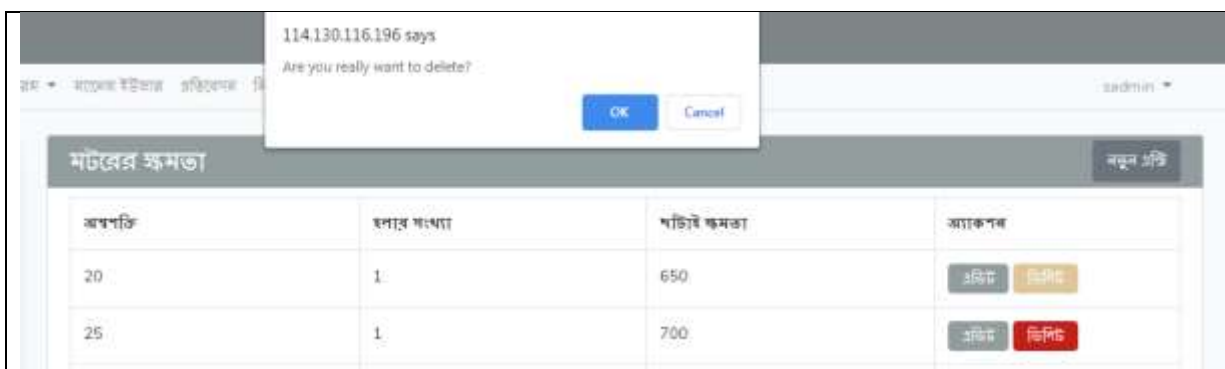 114.130.116.196 says
Are you really want to delete?
OK Cancel
sadmin
মটরের ক্ষমতা
নতুন এন্ট্রি
অশ্বশক্তি হলার সংখ্যা ছাটাই ক্ষমতা অ্যাকশন
20 1 650 এডিট ডিলিট
25 1 700 এডিট ডিলিট